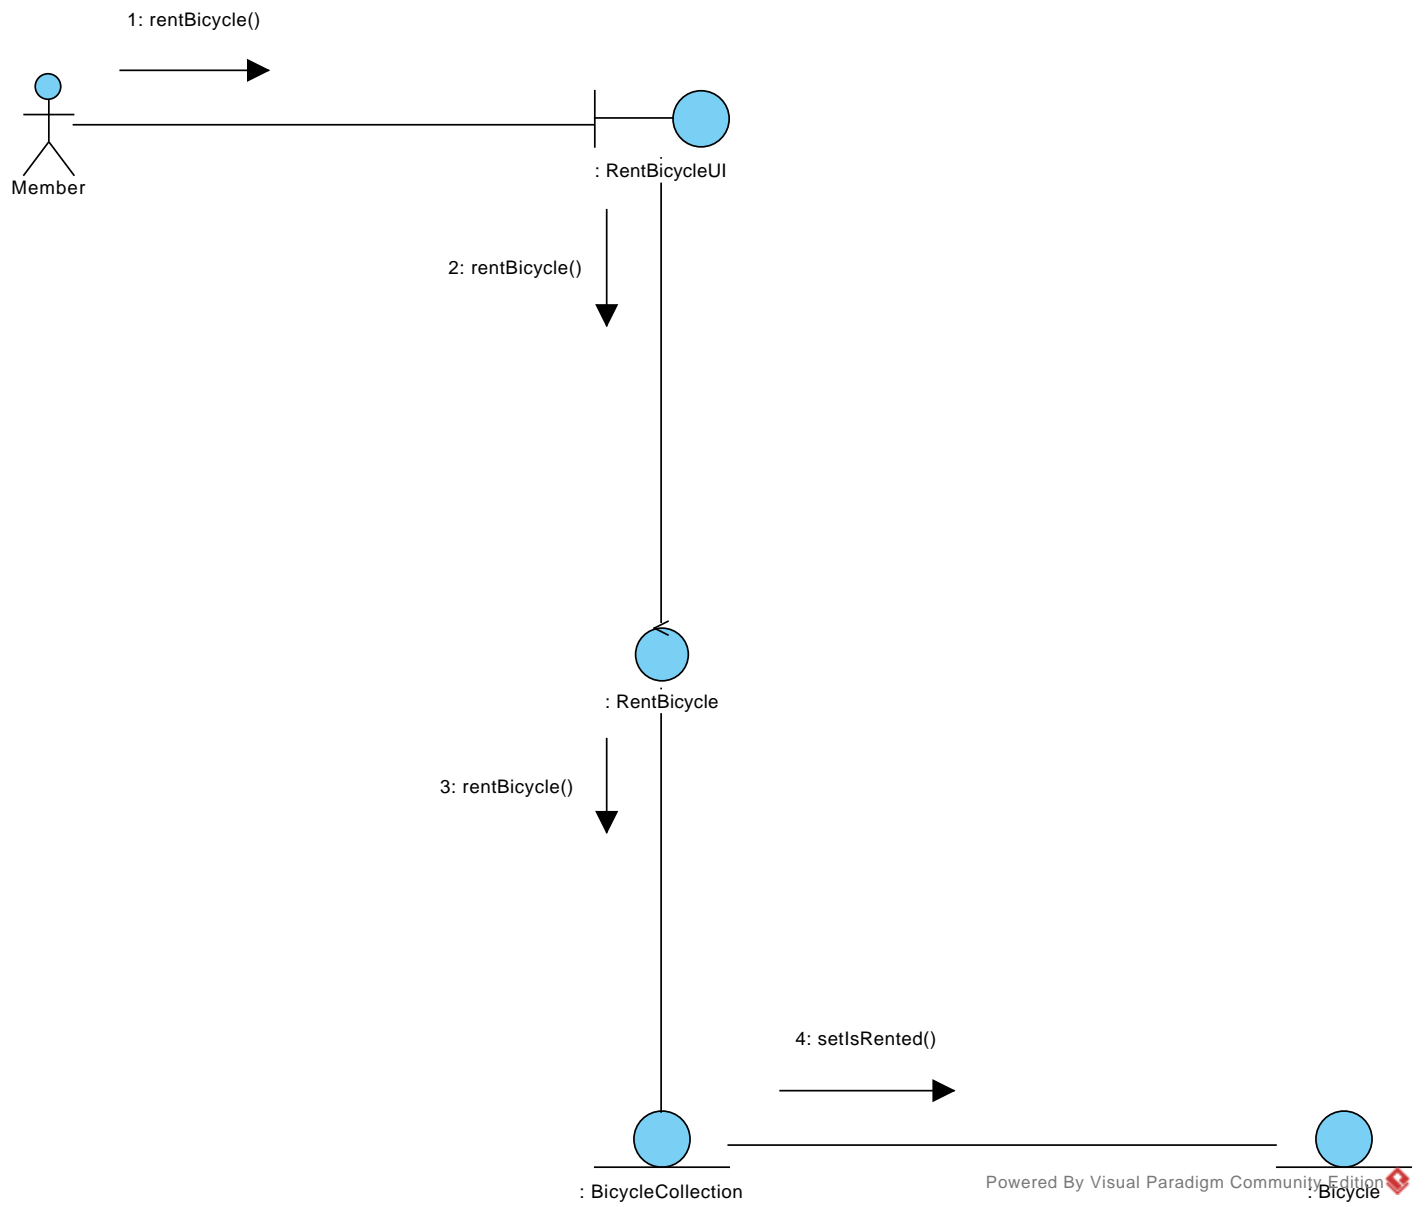 1: rentBicycle()
Member
: RentBicycleUI
2: rentBicycle()
: RentBicycle
3: rentBicycle()
4: setIsRented()
Powered By Visual Paradigm Community Edition
: BicycleCollection
: Bicycle